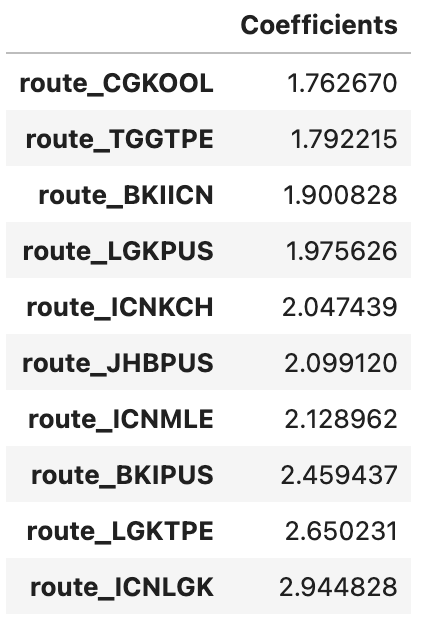 Coefficients
route_CGKOOL 1.762670
route_TGGTPE 1.792215
route_BKIICN 1.900828
route_LGKPUS 1.975626
route_ICNKCH 2.047439
route_JHBPUS 2.099120
route_ICNMLE 2.128962
route_BKIPUS 2.459437
route_LGKTPE 2.650231
route_ICNLGK 2.944828